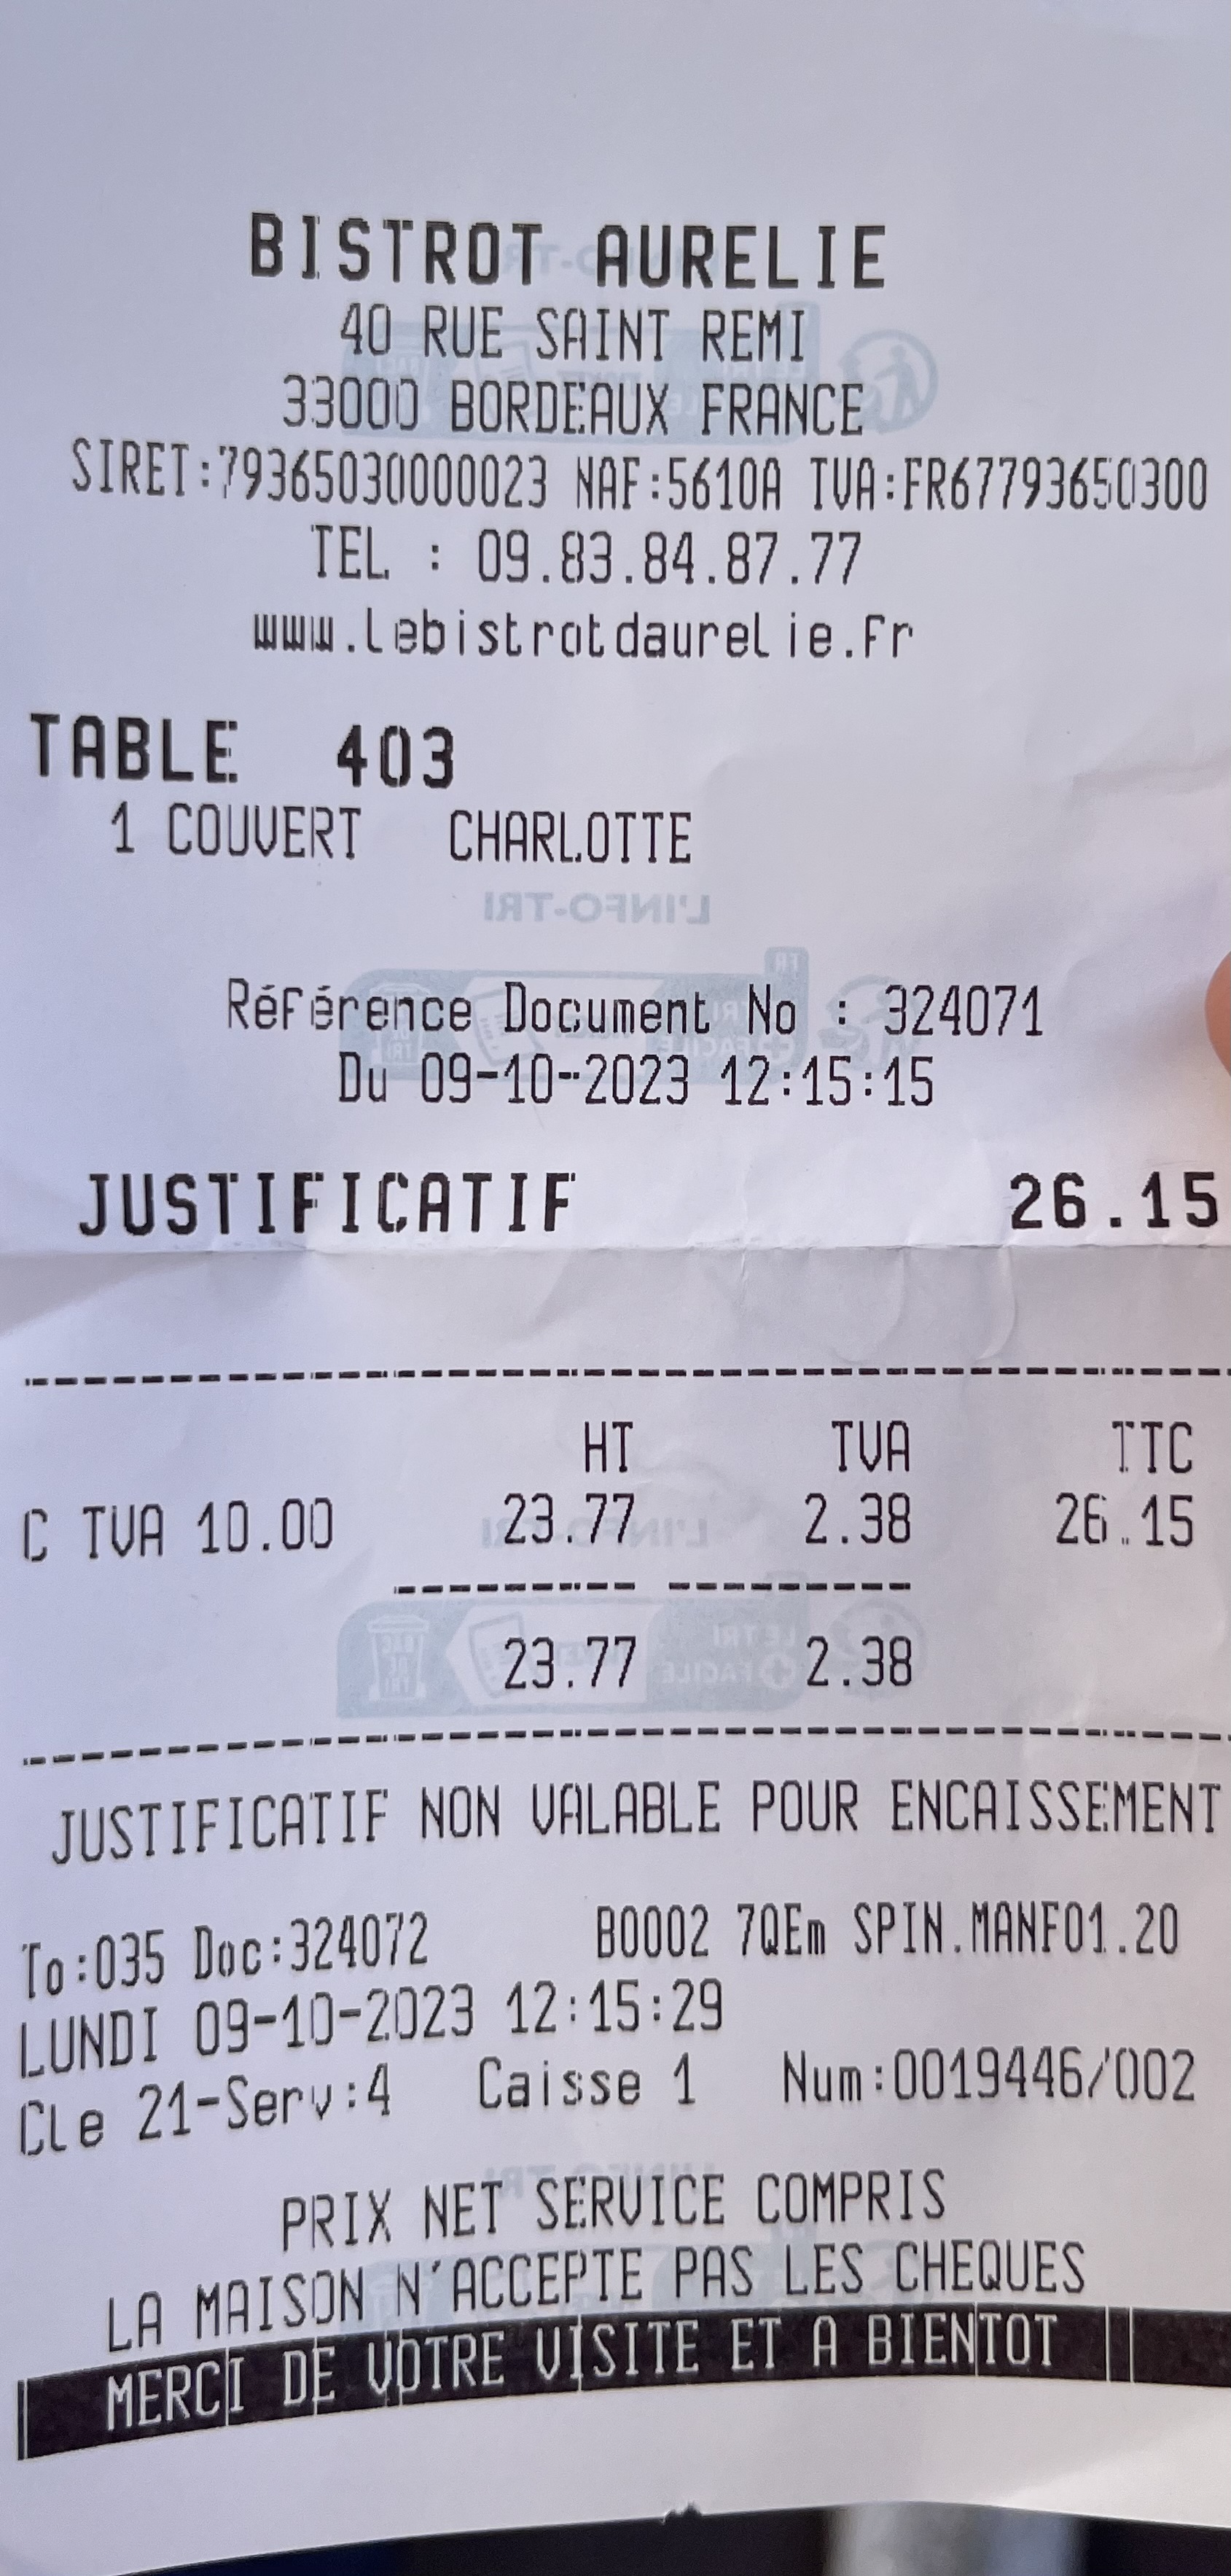 BISTROT AURELIE
40 RUE SAINT REMI
33000 BORDEAUX FRANCE
SIRET:79365030000023 NAF:5610A TVA:FR67793650300
TEL : 09.83.84.87.77
www.lebistrotdaurelie.fr
TABLE 403
1 COUVERT CHARLOTTE
L'INFO-TRI
Référence Document No : 324071
Du 09-10-2023 12:15:15
JUSTIFICATIF 26.15
HT TVA TTC
C TVA 10.00 23.77 2.38 26.15
23.77 2.38
JUSTIFICATIF NON VALABLE POUR ENCAISSEMENT
To:035 Doc:324072 B0002 7QEm SPIN.MANF01.20
LUNDI 09-10-2023 12:15:29
Cle 21-Serv:4 Caisse 1 Num:0019446/002
PRIX NET SERVICE COMPRIS
LA MAISON N'ACCEPTE PAS LES CHEQUES
MERCI DE VOTRE VISITE ET A BIENTOT